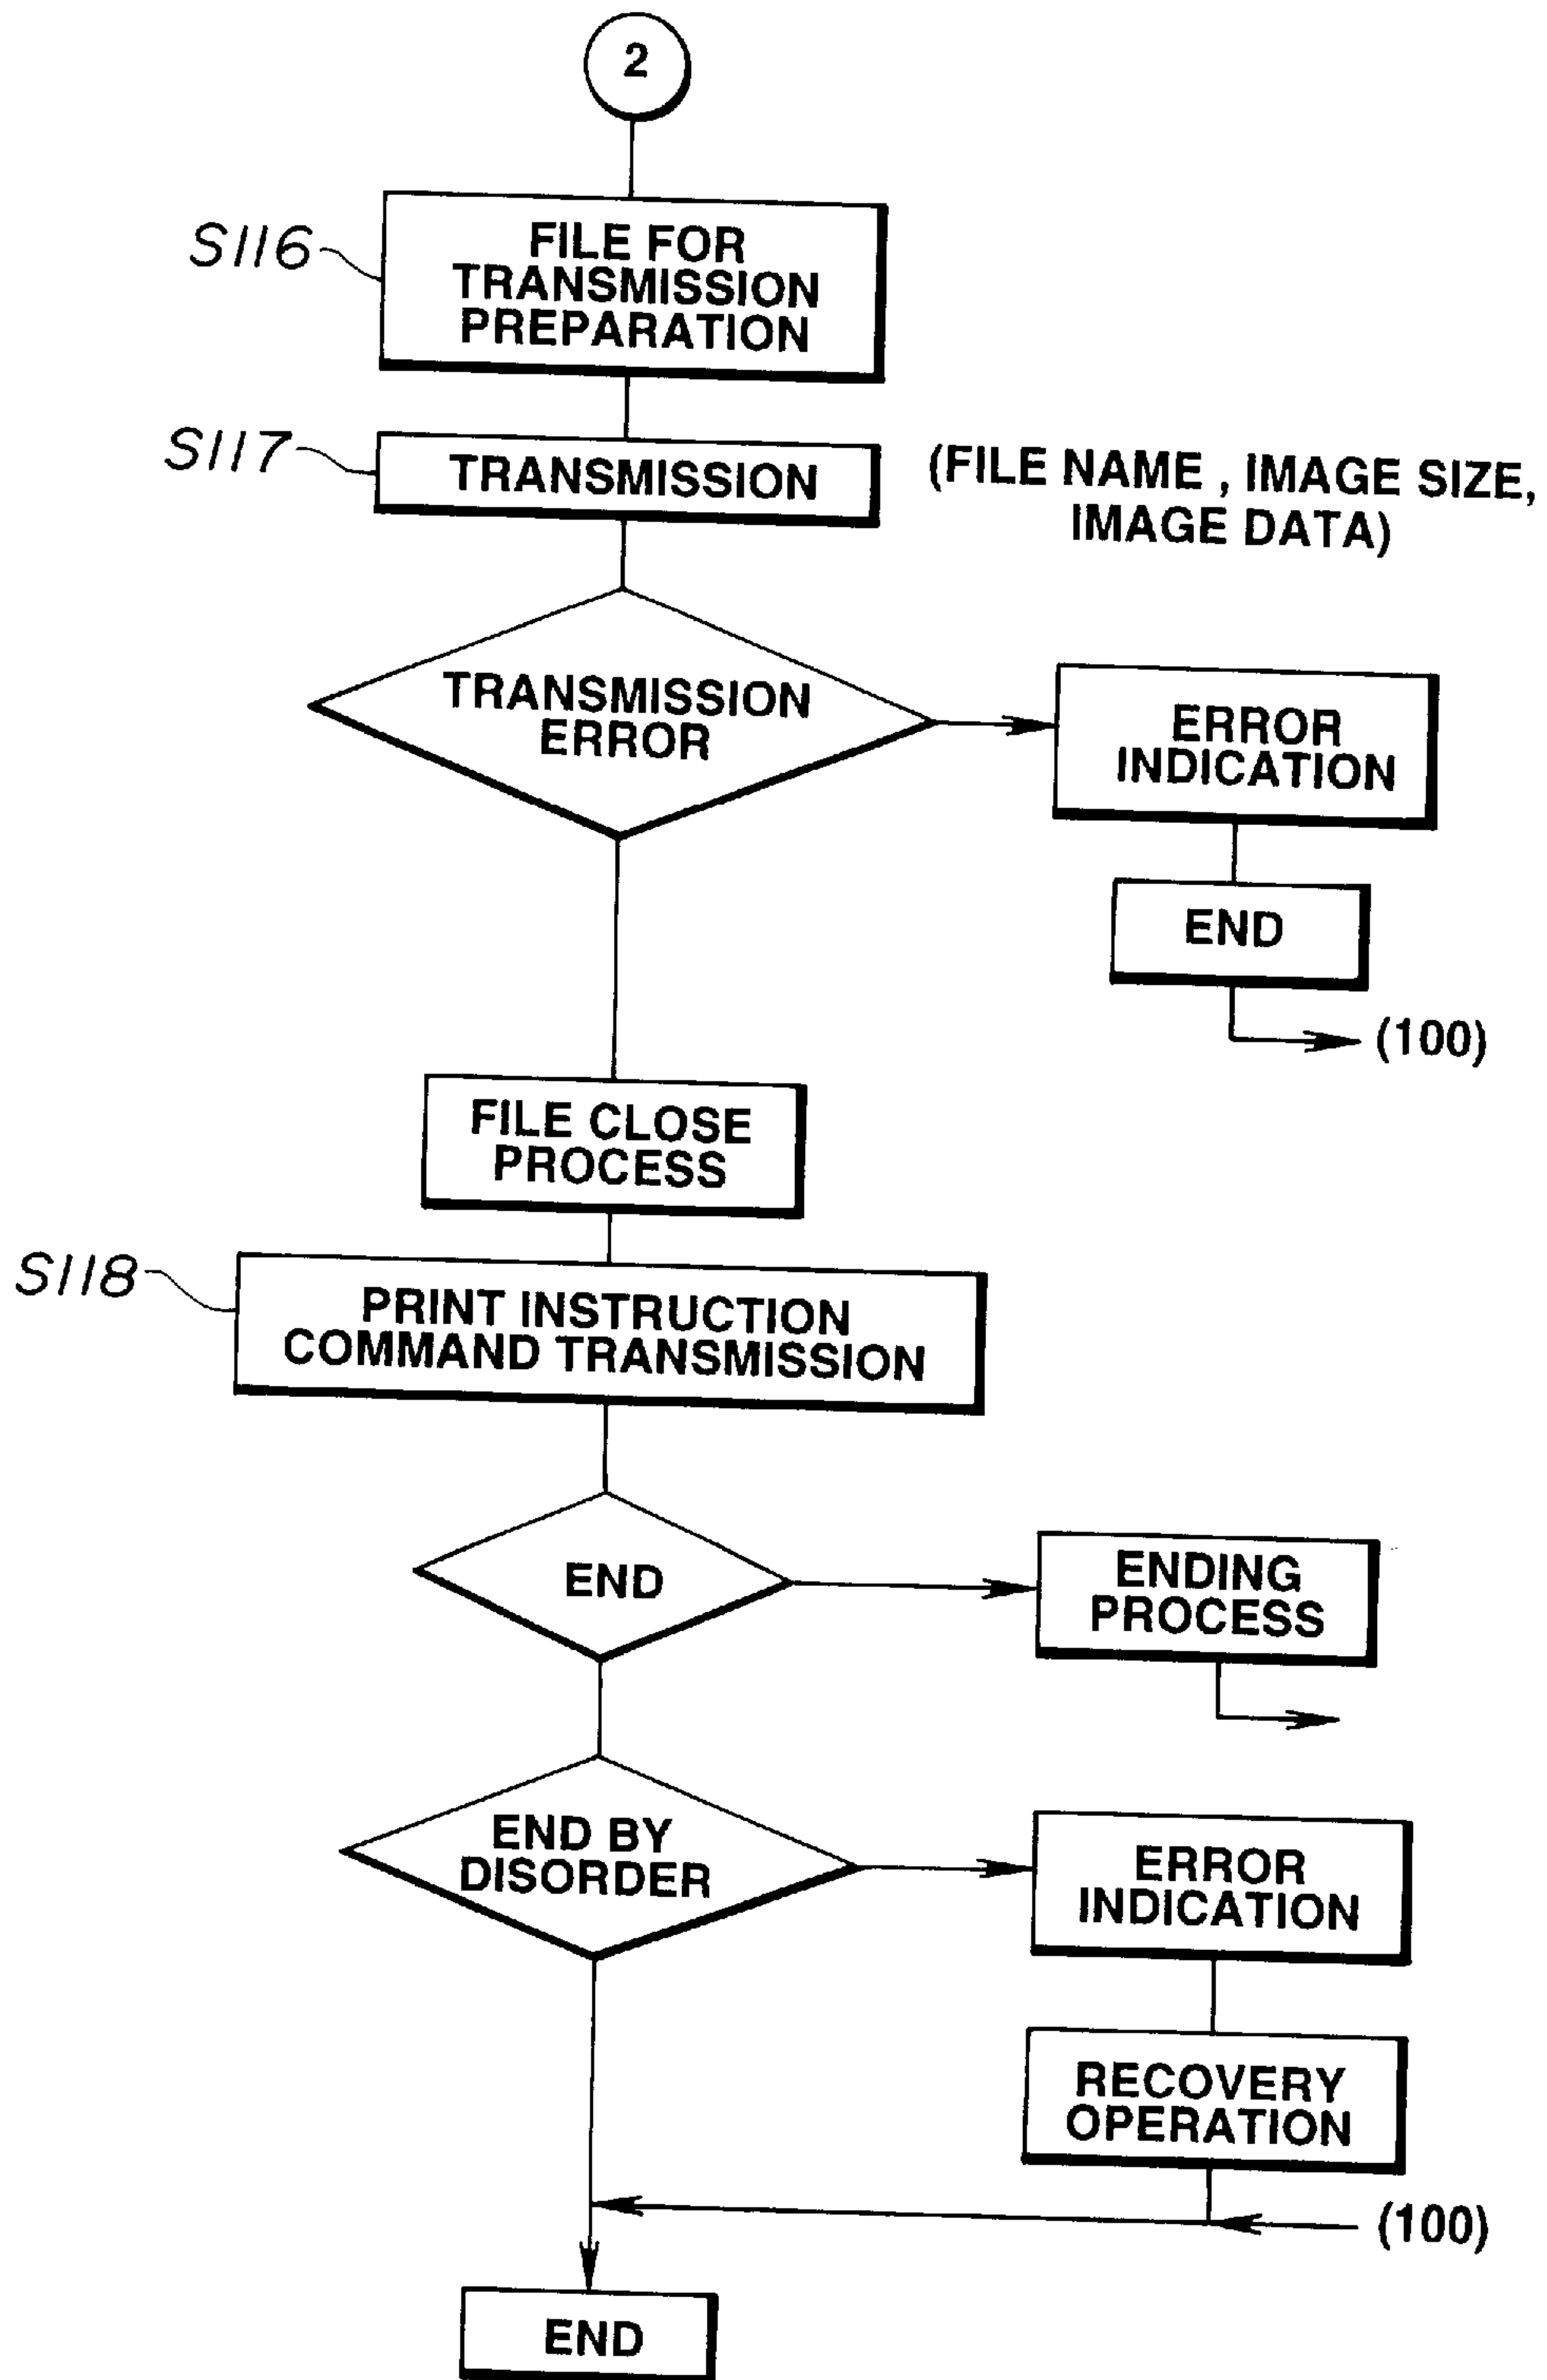 2
S116
FILE FOR
TRANSMISSION
PREPARATION
S117
TRANSMISSION
(FILE NAME , IMAGE SIZE,
IMAGE DATA)
TRANSMISSION
ERROR
ERROR
INDICATION
END
(100)
FILE CLOSE
PROCESS
S118
PRINT INSTRUCTION
COMMAND TRANSMISSION
END
ENDING
PROCESS
END BY
DISORDER
ERROR
INDICATION
RECOVERY
OPERATION
(100)
END